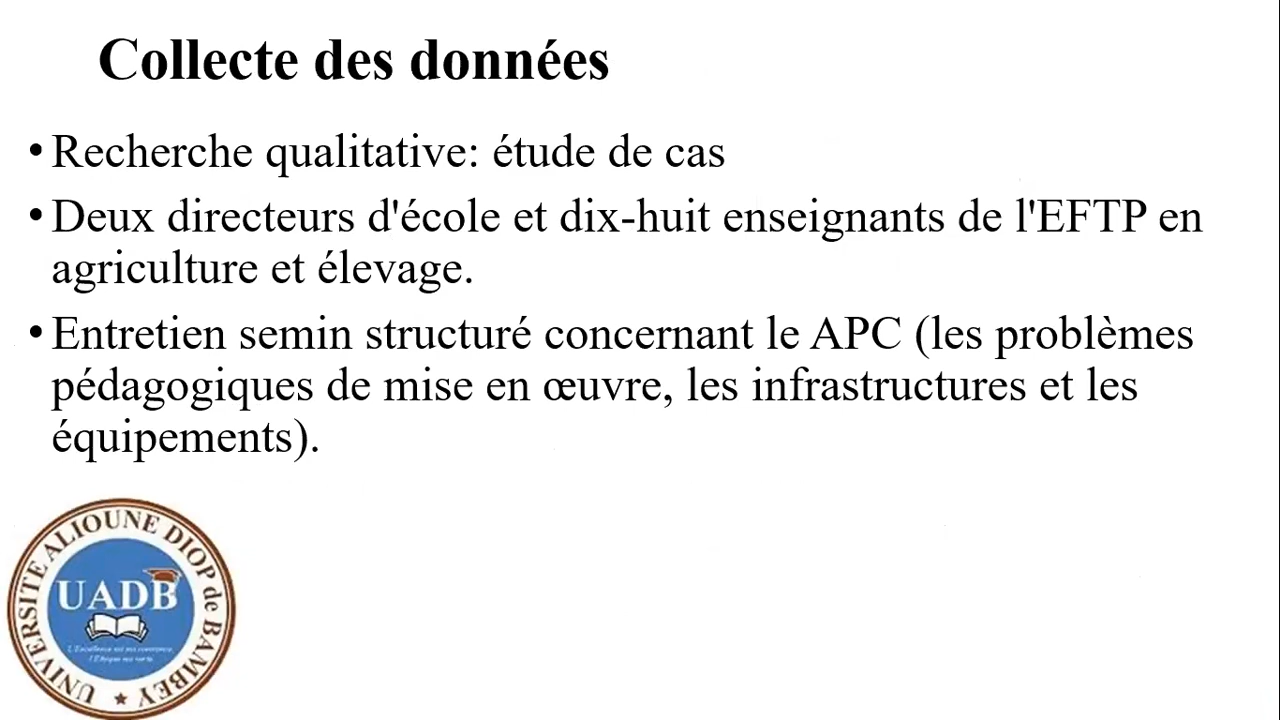 Collecte des données
• Recherche qualitative: étude de cas
• Deux directeurs d'école et dix-huit enseignants de l'EFTP en
agriculture et élevage.
• Entretien semin structuré concernant le APC (les problèmes
pédagogiques de mise en œuvre, les infrastructures et les
équipements).
UNIVERSITE ALIOUNE DIOP de BAMBEY
UADB